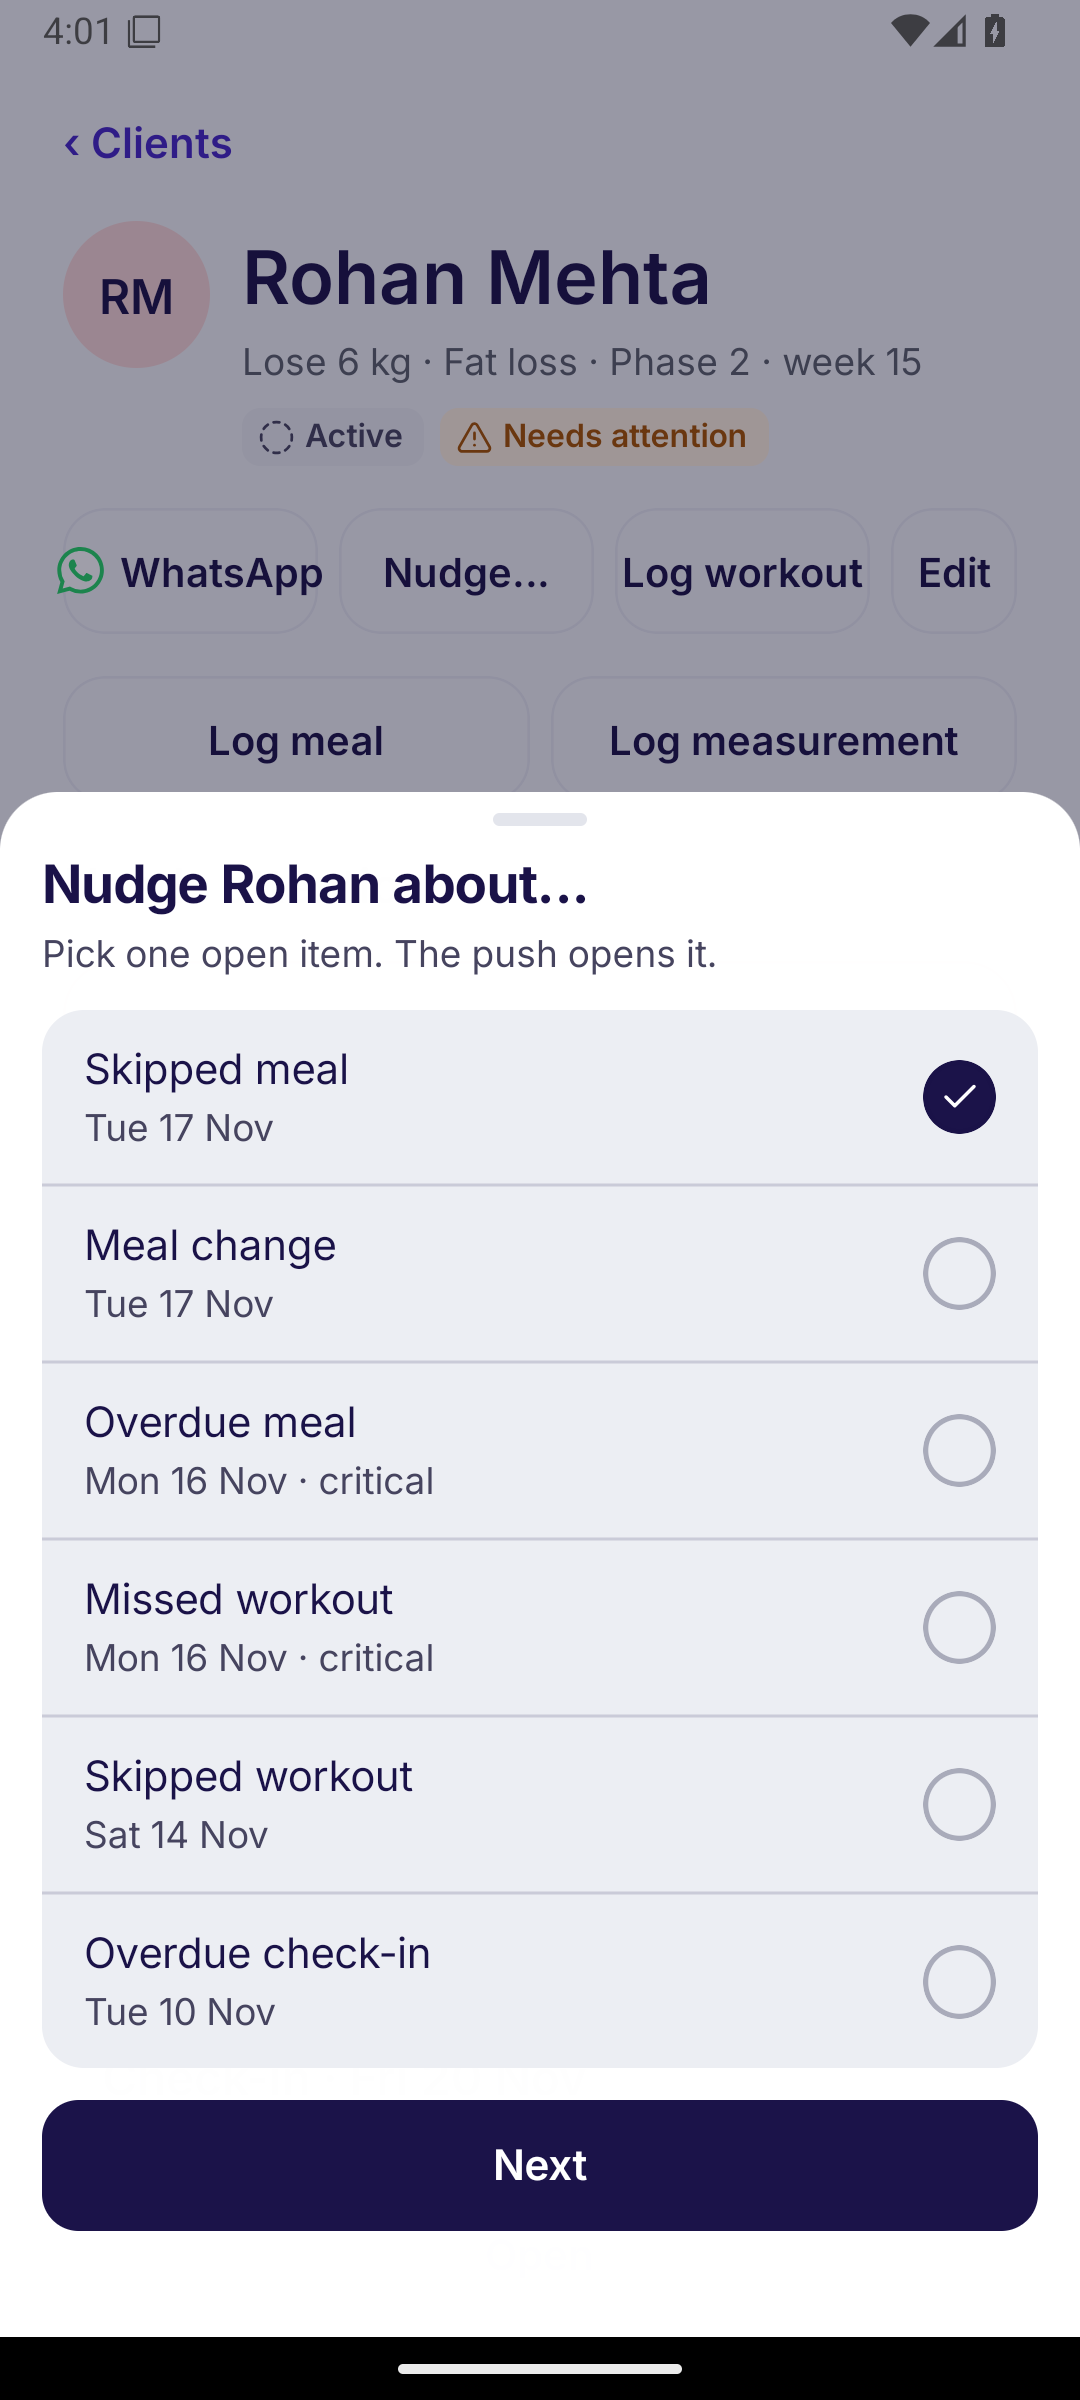 4:01
‹ Clients
RM
Rohan Mehta
Lose 6 kg · Fat loss · Phase 2 · week 15
Active
Needs attention
WhatsApp
Nudge...
Log workout
Edit
Log meal
Log measurement
Nudge Rohan about...
Pick one open item. The push opens it.
Skipped meal
Tue 17 Nov
Meal change
Tue 17 Nov
Overdue meal
Mon 16 Nov · critical
Missed workout
Mon 16 Nov · critical
Skipped workout
Sat 14 Nov
Overdue check-in
Tue 10 Nov
Next